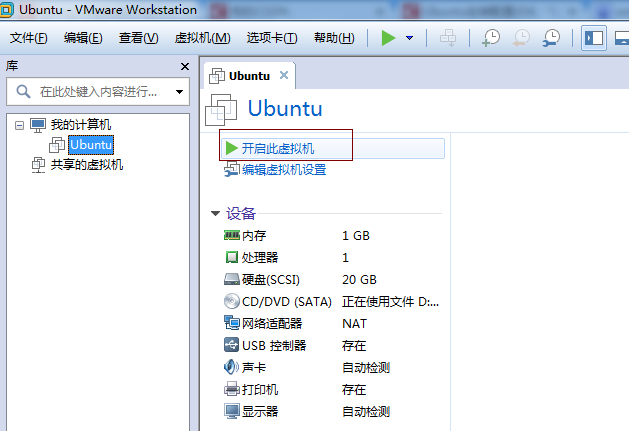 Ubuntu - VMware Workstation
文件(F) 编辑(E) 查看(V) 虚拟机(M) 选项卡(T) 帮助(H)
库
在此处键入内容进行...
我的计算机
Ubuntu
共享的虚拟机
Ubuntu
Ubuntu
开启此虚拟机
编辑虚拟机设置
设备
内存 1 GB
处理器 1
硬盘(SCSI) 20 GB
CD/DVD (SATA) 正在使用文件 D:...
网络适配器 NAT
USB 控制器 存在
声卡 自动检测
打印机 存在
显示器 自动检测